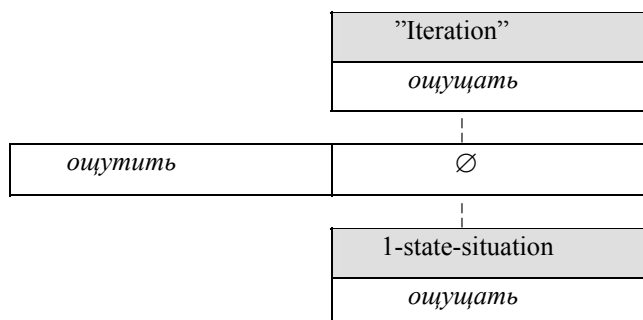 ”Iteration”
ощущать
ощутить ∅
1-state-situation
ощущать